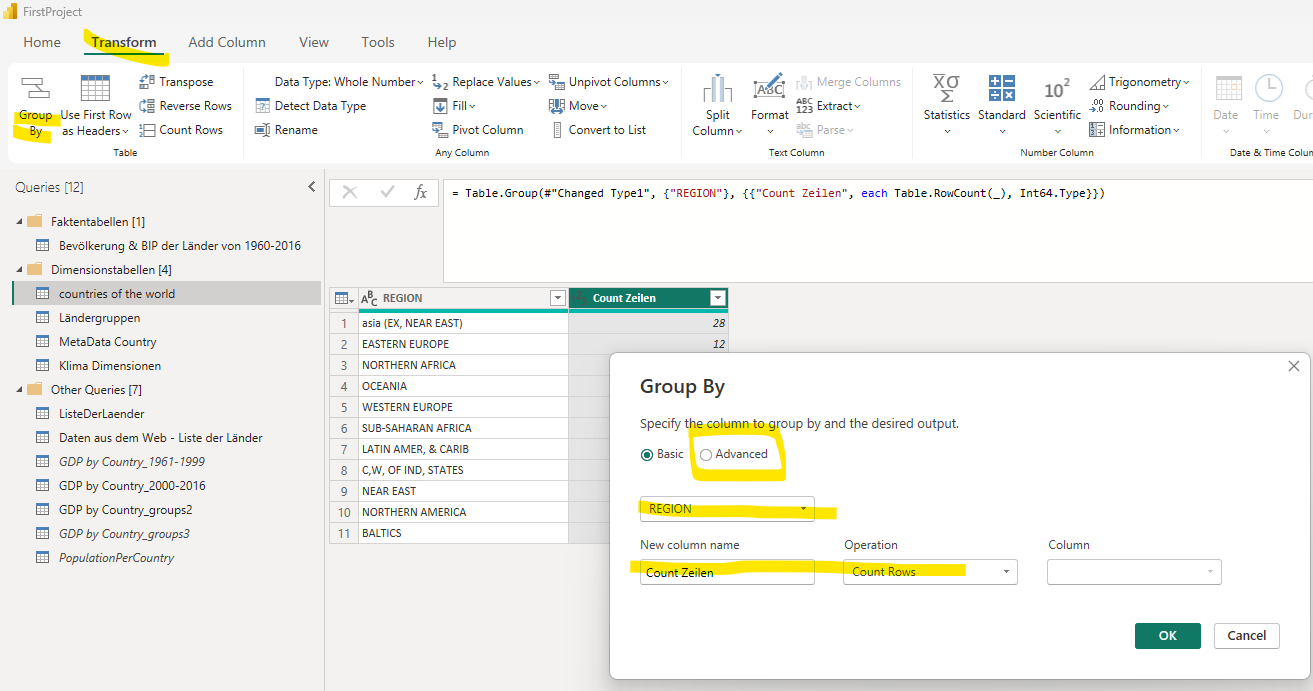 FirstProject
Home Transform Add Column View Tools Help
Group By
Use First Row as Headers
Transpose
Reverse Rows
Count Rows
Table
Data Type: Whole Number
Detect Data Type
Rename
Replace Values
Fill
Pivot Column
Unpivot Columns
Move
Convert to List
Any Column
Split Column
Format
ABC
Merge Columns
ABC 123 Extract
abc Parse
Text Column
XΣ σ Statistics
Standard
10² Scientific
Trigonometry
.00 Rounding
Information
Number Column
Date
Time
Dur
Date & Time Colum
Queries [12]
Faktentabellen [1]
Bevölkerung & BIP der Länder von 1960-2016
Dimensionstabellen [4]
countries of the world
Ländergruppen
MetaData Country
Klima Dimensionen
Other Queries [7]
ListeDerLaender
Daten aus dem Web - Liste der Länder
GDP by Country_1961-1999
GDP by Country_2000-2016
GDP by Country_groups2
GDP by Country_groups3
PopulationPerCountry
fx
= Table.Group(#"Changed Type1", {"REGION"}, {{"Count Zeilen", each Table.RowCount(_), Int64.Type}})
ABC REGION Count Zeilen
1 asia (EX, NEAR EAST) 28
2 EASTERN EUROPE 12
3 NORTHERN AFRICA
4 OCEANIA
5 WESTERN EUROPE
6 SUB-SAHARAN AFRICA
7 LATIN AMER, & CARIB
8 C,W, OF IND, STATES
9 NEAR EAST
10 NORTHERN AMERICA
11 BALTICS
Group By
Specify the column to group by and the desired output.
Basic Advanced
REGION
New column name Operation Column
Count Zeilen Count Rows
OK Cancel